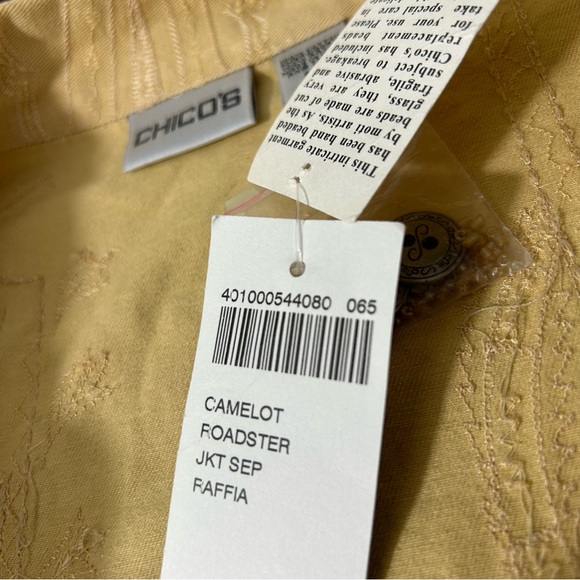 CHICO'S
This intricate garment
has been hand beaded
by moti artists. As the
beads are made of cut
glass, they are very
fragile, abrasive and
subject to breakage.
Chico's has included
replacement beads
for your use. Please
special care in
401000544080 065
CAMELOT
ROADSTER
JKT SEP
RAFFIA